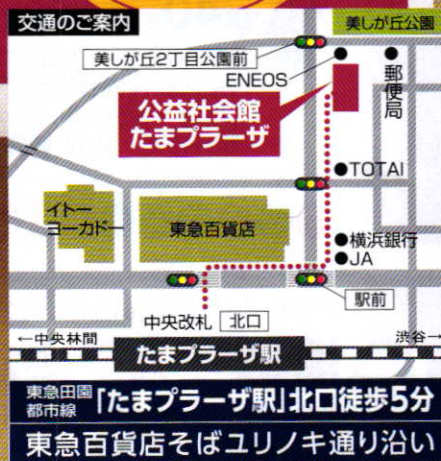 交通のご案内
美しが丘公園
美しが丘2丁目公園前
ENEOS
郵便局
公益社会館
たまプラーザ
TOTAI
イトー
ヨーカドー
東急百貨店
横浜銀行
JA
駅前
中央改札 北口
←中央林間
渋谷→
たまプラーザ駅
東急田園
都市線
「たまプラーザ駅」北口徒歩5分
東急百貨店そばユリノキ通り沿い